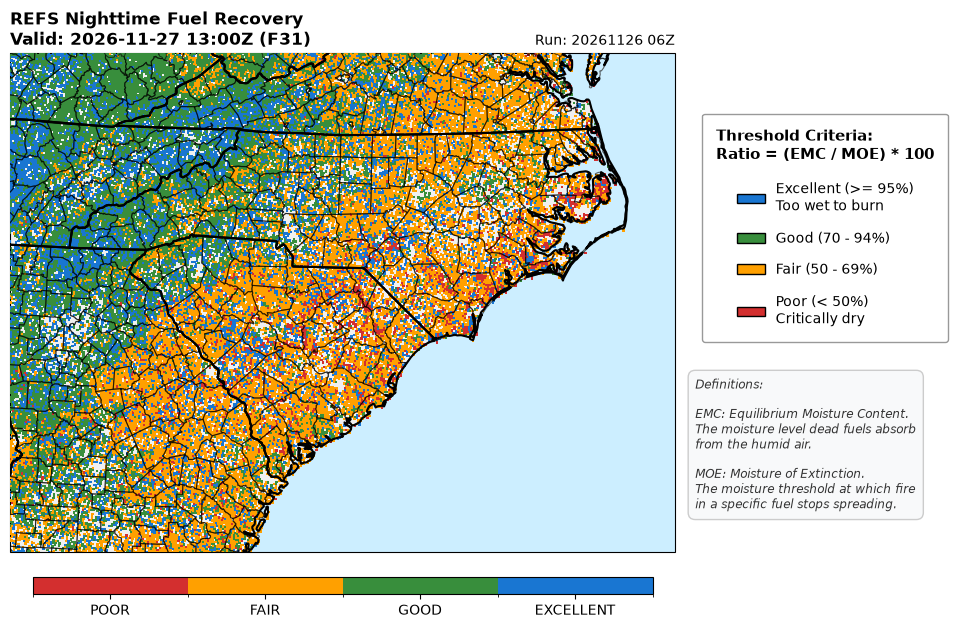 REFS Nighttime Fuel Recovery
Valid: 2026-11-27 13:00Z (F31)
Run: 20261126 06Z
Threshold Criteria:
Ratio = (EMC / MOE) * 100
Excellent (>= 95%)
Too wet to burn
Good (70 - 94%)
Fair (50 - 69%)
Poor (< 50%)
Critically dry
Definitions:
EMC: Equilibrium Moisture Content.
The moisture level dead fuels absorb
from the humid air.
MOE: Moisture of Extinction.
The moisture threshold at which fire
in a specific fuel stops spreading.
POOR
FAIR
GOOD
EXCELLENT